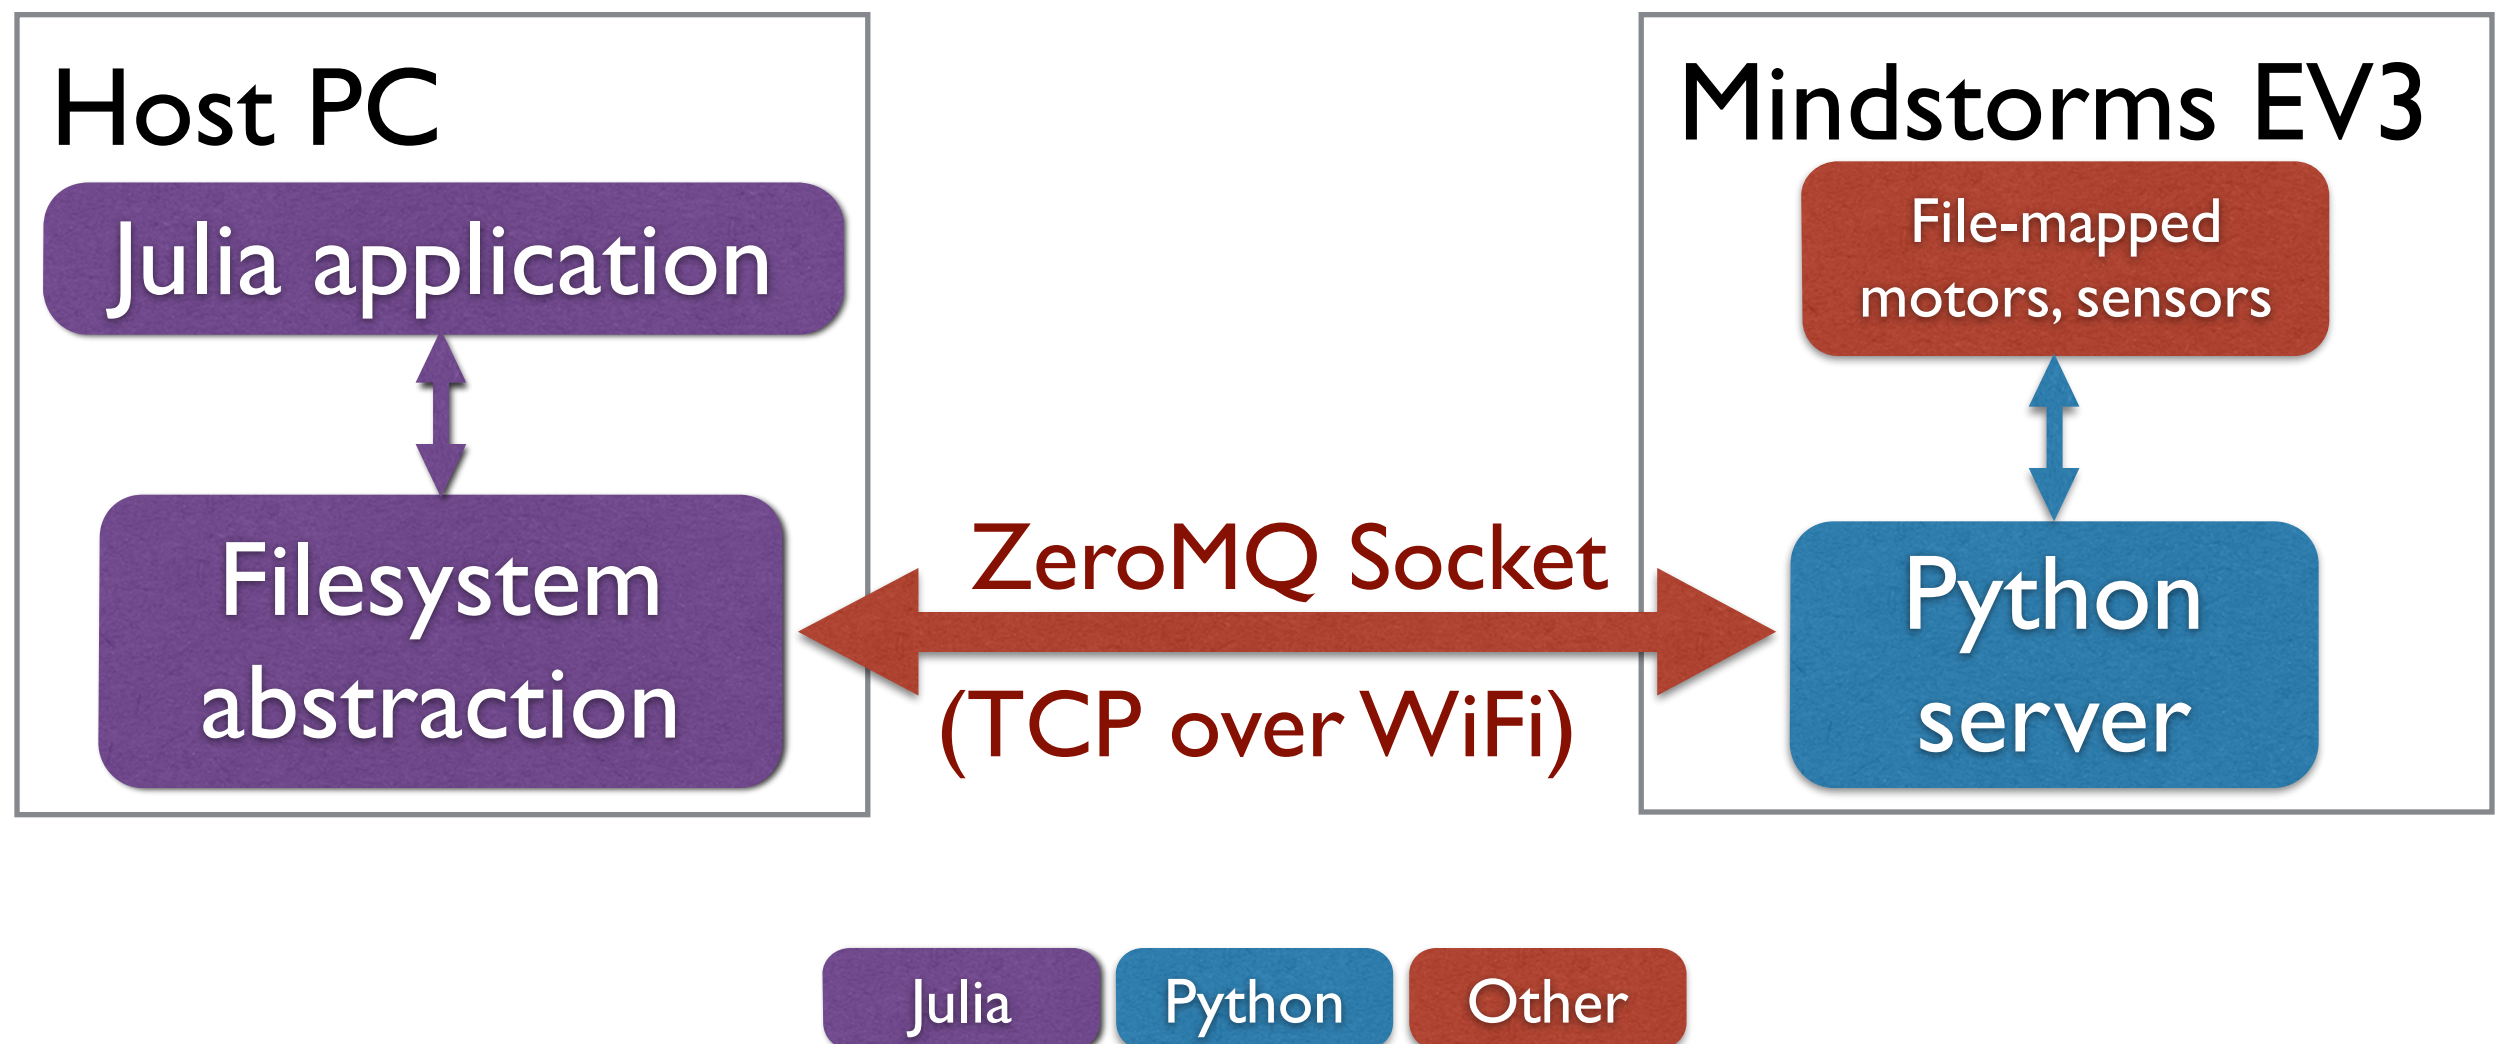 Host PC
Julia application
Filesystem
abstraction
ZeroMQ Socket
(TCP over WiFi)
Mindstorms EV3
File-mapped
motors, sensors
Python
server
Julia
Python
Other